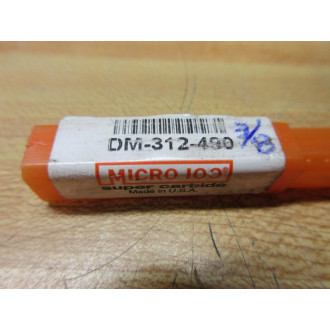 DM-312-490 3/8
MICRO 100
super carbide
Made in U.S.A.